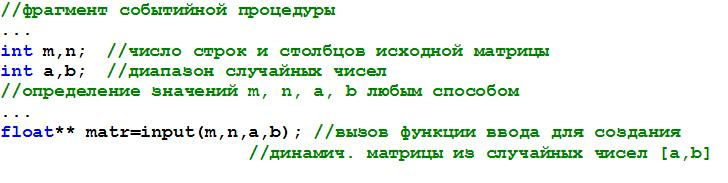 //фрагмент событийной процедуры
...
int m,n;  //число строк и столбцов исходной матрицы
int a,b;  //диапазон случайных чисел
//определение значений m, n, a, b любым способом
...
float** matr=input(m,n,a,b); //вызов функции ввода для создания
//динамич. матрицы из случайных чисел [a,b]